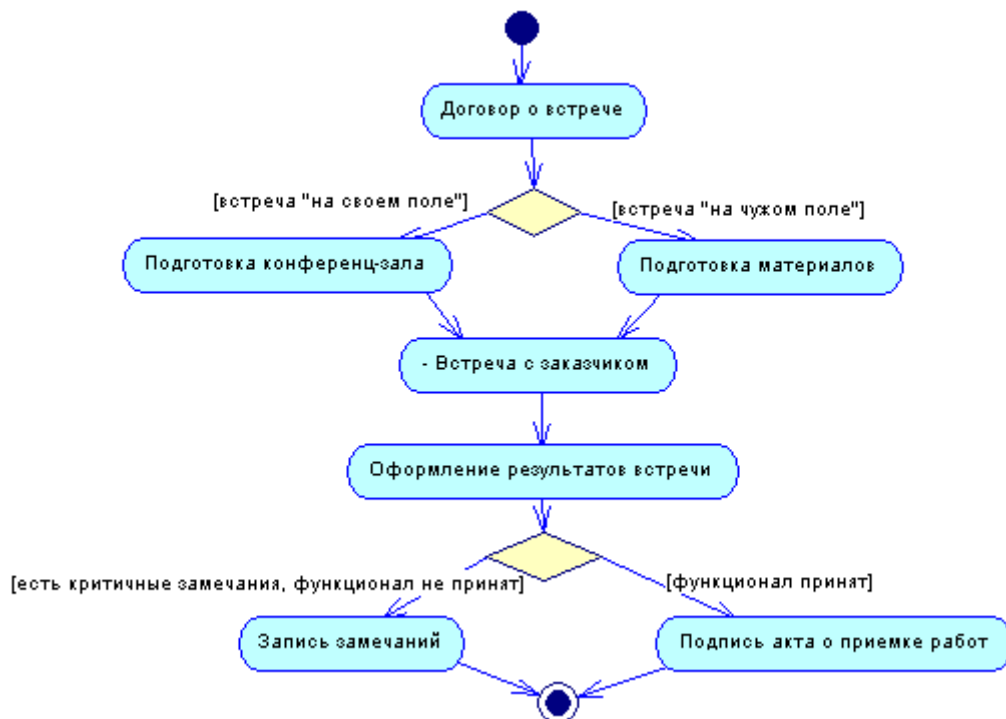 Договор о встрече
[встреча "на своем поле"]
[встреча "на чужом поле"]
Подготовка конференц-зала
Подготовка материалов
- Встреча с заказчиком
Оформление результатов встречи
[есть критичные замечания, функционал не принят]
[функционал принят]
Запись замечаний
Подпись акта о приемке работ